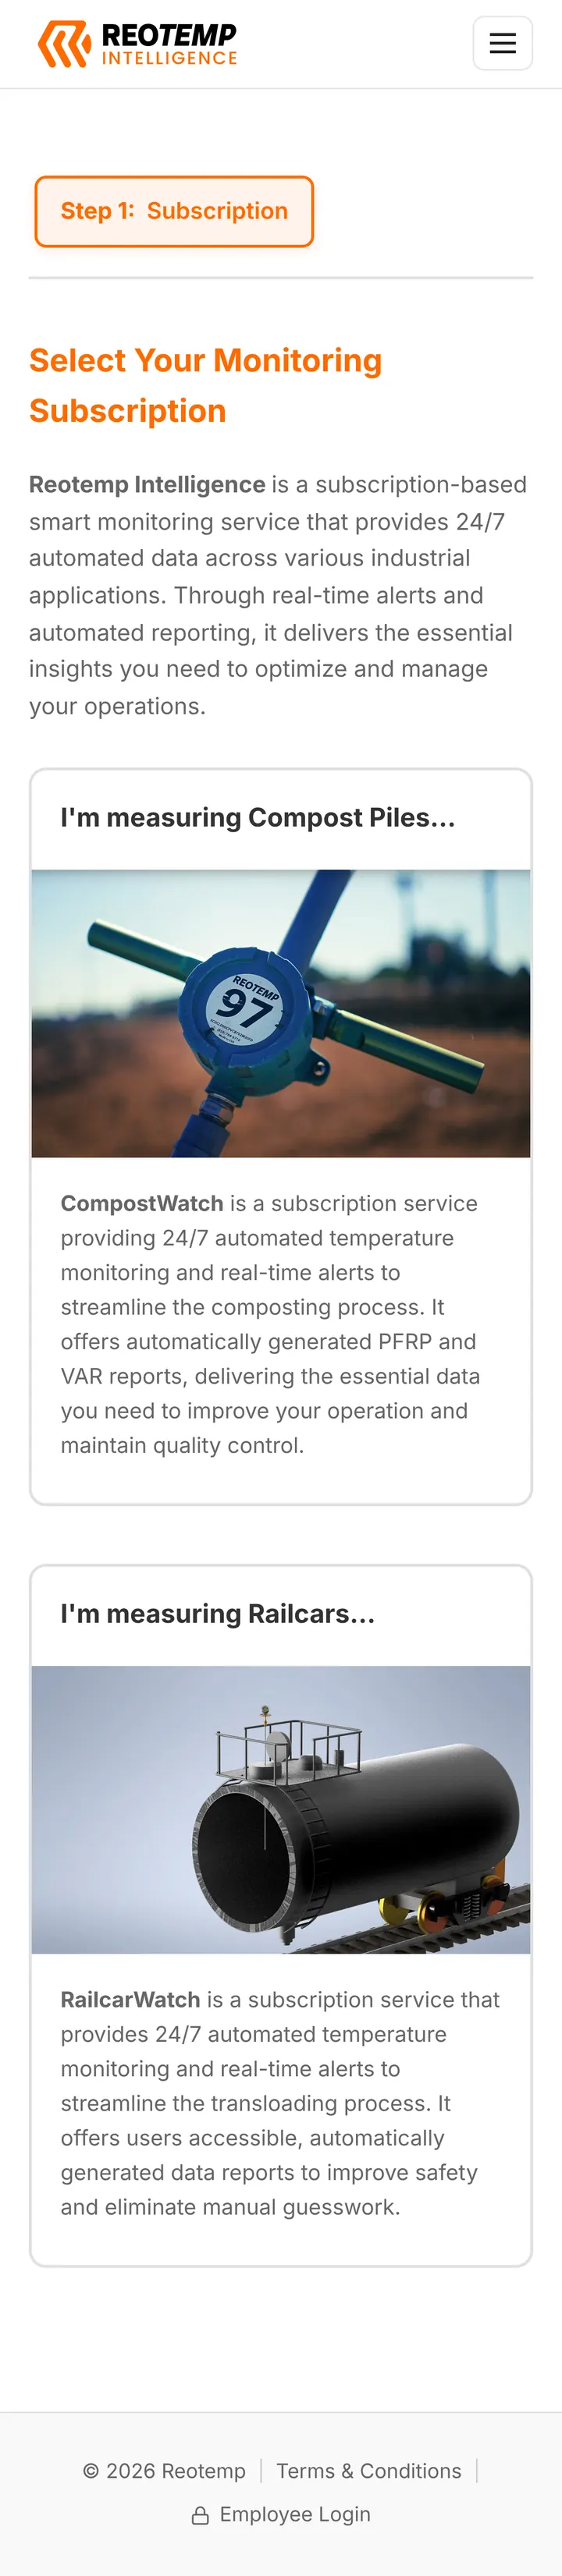 REOTEMP
INTELLIGENCE
Step 1: Subscription
Select Your Monitoring
Subscription
Reotemp Intelligence is a subscription-based
smart monitoring service that provides 24/7
automated data across various industrial
applications. Through real-time alerts and
automated reporting, it delivers the essential
insights you need to optimize and manage
your operations.
I'm measuring Compost Piles...
REOTEMP
97
CompostWatch is a subscription service
providing 24/7 automated temperature
monitoring and real-time alerts to
streamline the composting process. It
offers automatically generated PFRP and
VAR reports, delivering the essential data
you need to improve your operation and
maintain quality control.
I'm measuring Railcars...
RailcarWatch is a subscription service that
provides 24/7 automated temperature
monitoring and real-time alerts to
streamline the transloading process. It
offers users accessible, automatically
generated data reports to improve safety
and eliminate manual guesswork.
© 2026 Reotemp | Terms & Conditions |
Employee Login